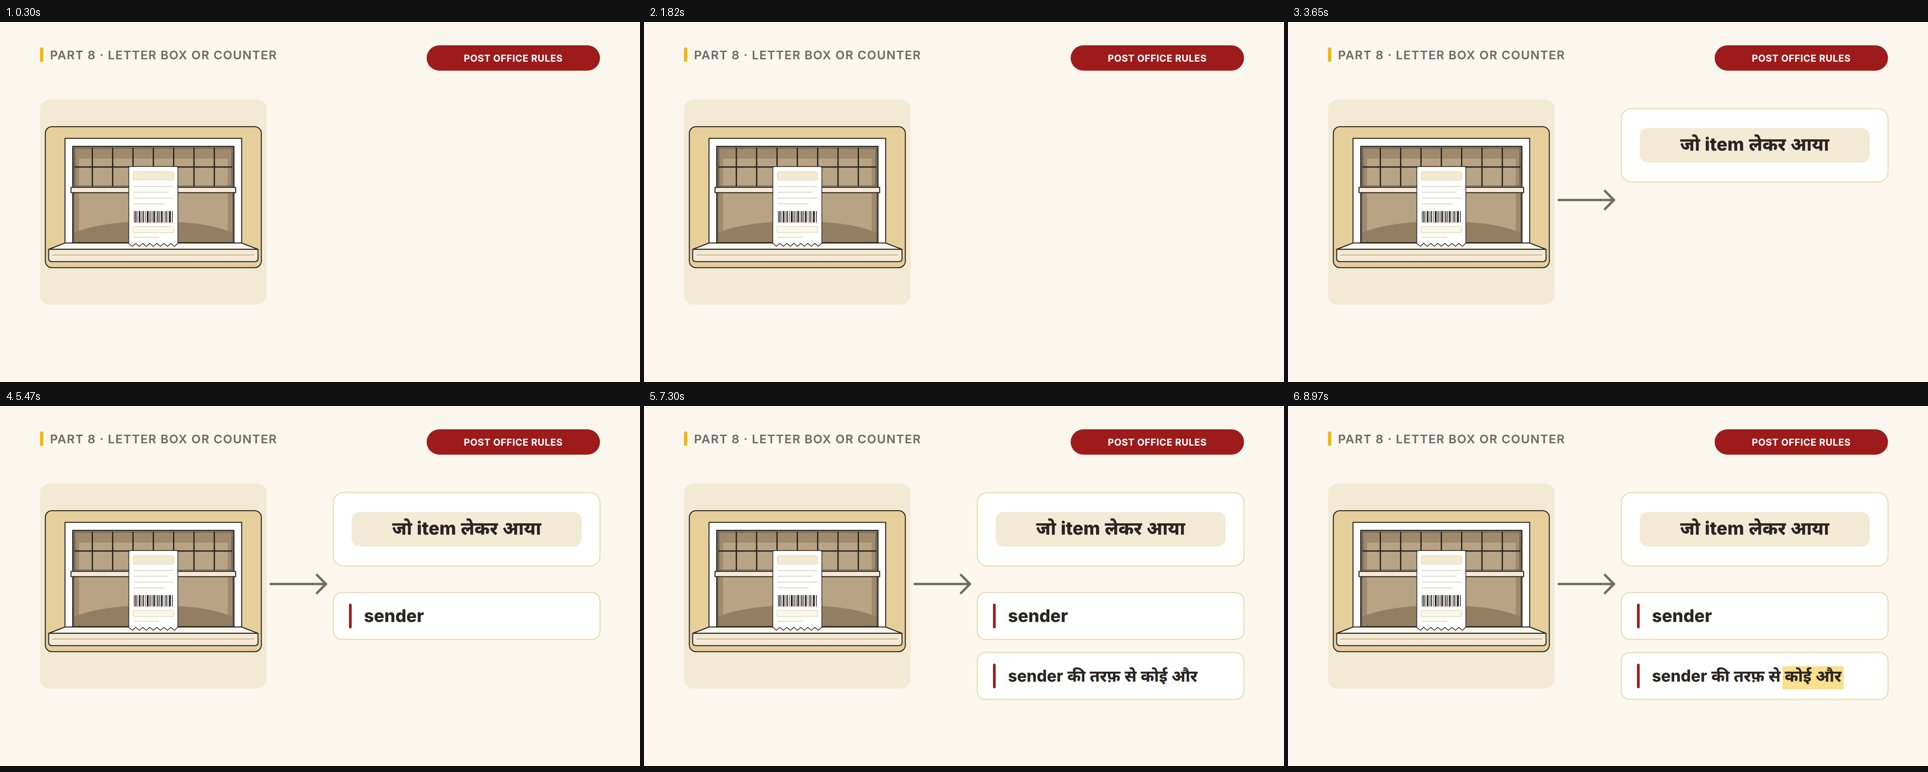 1. 0.30s
PART 8 · LETTER BOX OR COUNTER
POST OFFICE RULES
2. 1.82s
PART 8 · LETTER BOX OR COUNTER
POST OFFICE RULES
3. 3.65s
PART 8 · LETTER BOX OR COUNTER
POST OFFICE RULES
जो item लेकर आया
4. 5.47s
PART 8 · LETTER BOX OR COUNTER
POST OFFICE RULES
जो item लेकर आया
sender
5. 7.30s
PART 8 · LETTER BOX OR COUNTER
POST OFFICE RULES
जो item लेकर आया
sender
sender की तरफ़ से कोई और
6. 8.97s
PART 8 · LETTER BOX OR COUNTER
POST OFFICE RULES
जो item लेकर आया
sender
sender की तरफ़ से कोई और